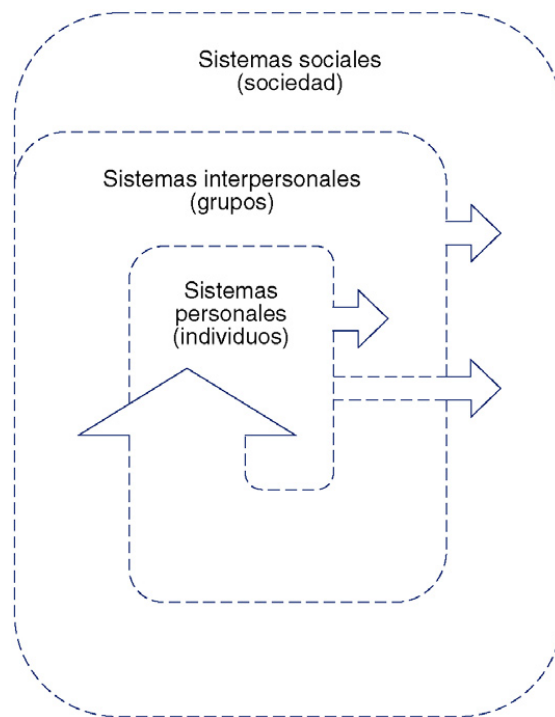 Sistemas sociales
(sociedad)
Sistemas interpersonales
(grupos)
Sistemas
personales
(individuos)